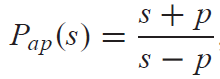 P_{ap}(s) = \frac{s + p}{s - p}